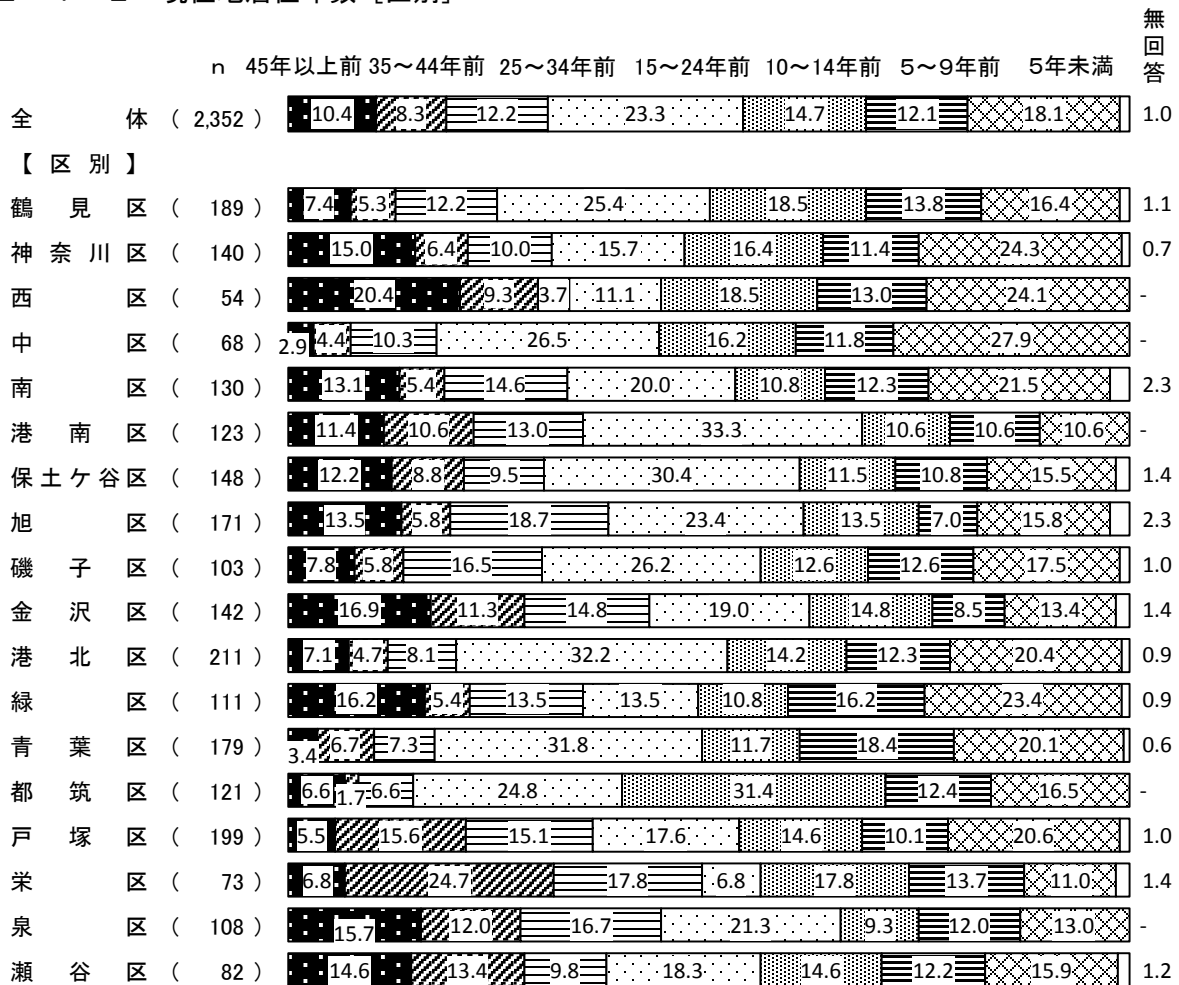 無回答
n 45年以上前 35～44年前 25～34年前 15～24年前 10～14年前 5～9年前 5年未満
全体 ( 2,352 ) 10.4 8.3 12.2 23.3 14.7 12.1 18.1 1.0
【区別】
鶴見区 ( 189 ) 7.4 5.3 12.2 25.4 18.5 13.8 16.4 1.1
神奈川区 ( 140 ) 15.0 6.4 10.0 15.7 16.4 11.4 24.3 0.7
西区 ( 54 ) 20.4 9.3 3.7 11.1 18.5 13.0 24.1 -
中区 ( 68 ) 2.9 4.4 10.3 26.5 16.2 11.8 27.9 -
南区 ( 130 ) 13.1 5.4 14.6 20.0 10.8 12.3 21.5 2.3
港南区 ( 123 ) 11.4 10.6 13.0 33.3 10.6 10.6 10.6 -
保土ケ谷区 ( 148 ) 12.2 8.8 9.5 30.4 11.5 10.8 15.5 1.4
旭区 ( 171 ) 13.5 5.8 18.7 23.4 13.5 7.0 15.8 2.3
磯子区 ( 103 ) 7.8 5.8 16.5 26.2 12.6 12.6 17.5 1.0
金沢区 ( 142 ) 16.9 11.3 14.8 19.0 14.8 8.5 13.4 1.4
港北区 ( 211 ) 7.1 4.7 8.1 32.2 14.2 12.3 20.4 0.9
緑区 ( 111 ) 16.2 5.4 13.5 13.5 10.8 16.2 23.4 0.9
青葉区 ( 179 ) 3.4 6.7 7.3 31.8 11.7 18.4 20.1 0.6
都筑区 ( 121 ) 6.6 1.7 6.6 24.8 31.4 12.4 16.5 -
戸塚区 ( 199 ) 5.5 15.6 15.1 17.6 14.6 10.1 20.6 1.0
栄区 ( 73 ) 6.8 24.7 17.8 6.8 17.8 13.7 11.0 1.4
泉区 ( 108 ) 15.7 12.0 16.7 21.3 9.3 12.0 13.0 -
瀬谷区 ( 82 ) 14.6 13.4 9.8 18.3 14.6 12.2 15.9 1.2